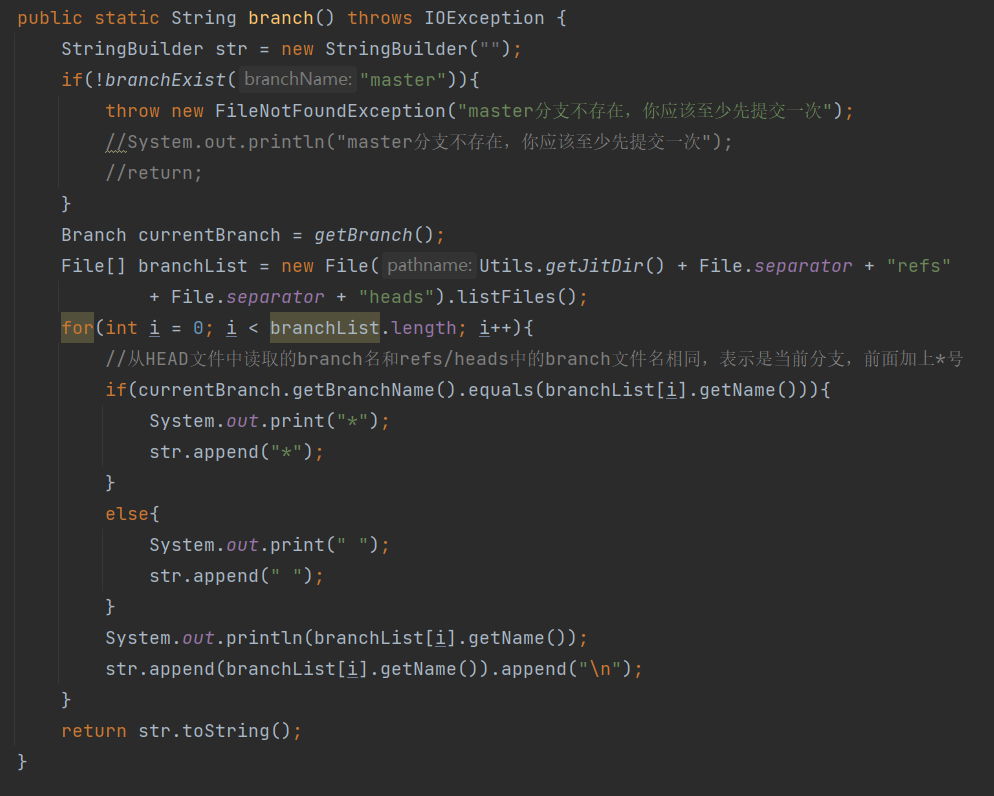 public static String branch() throws IOException {
    StringBuilder str = new StringBuilder("");
    if(!branchExist( branchName: "master")){
        throw new FileNotFoundException("master分支不存在，你应该至少先提交一次");
        //System.out.println("master分支不存在，你应该至少先提交一次");
        //return;
    }
    Branch currentBranch = getBranch();
    File[] branchList = new File( pathname: Utils.getJitDir() + File.separator + "refs"
            + File.separator + "heads").listFiles();
    for(int i = 0; i < branchList.length; i++){
        //从HEAD文件中读取的branch名和refs/heads中的branch文件名相同，表示是当前分支，前面加上*号
        if(currentBranch.getBranchName().equals(branchList[i].getName())){
            System.out.print("*");
            str.append("*");
        }
        else{
            System.out.print(" ");
            str.append(" ");
        }
        System.out.println(branchList[i].getName());
        str.append(branchList[i].getName()).append("\n");
    }
    return str.toString();
}